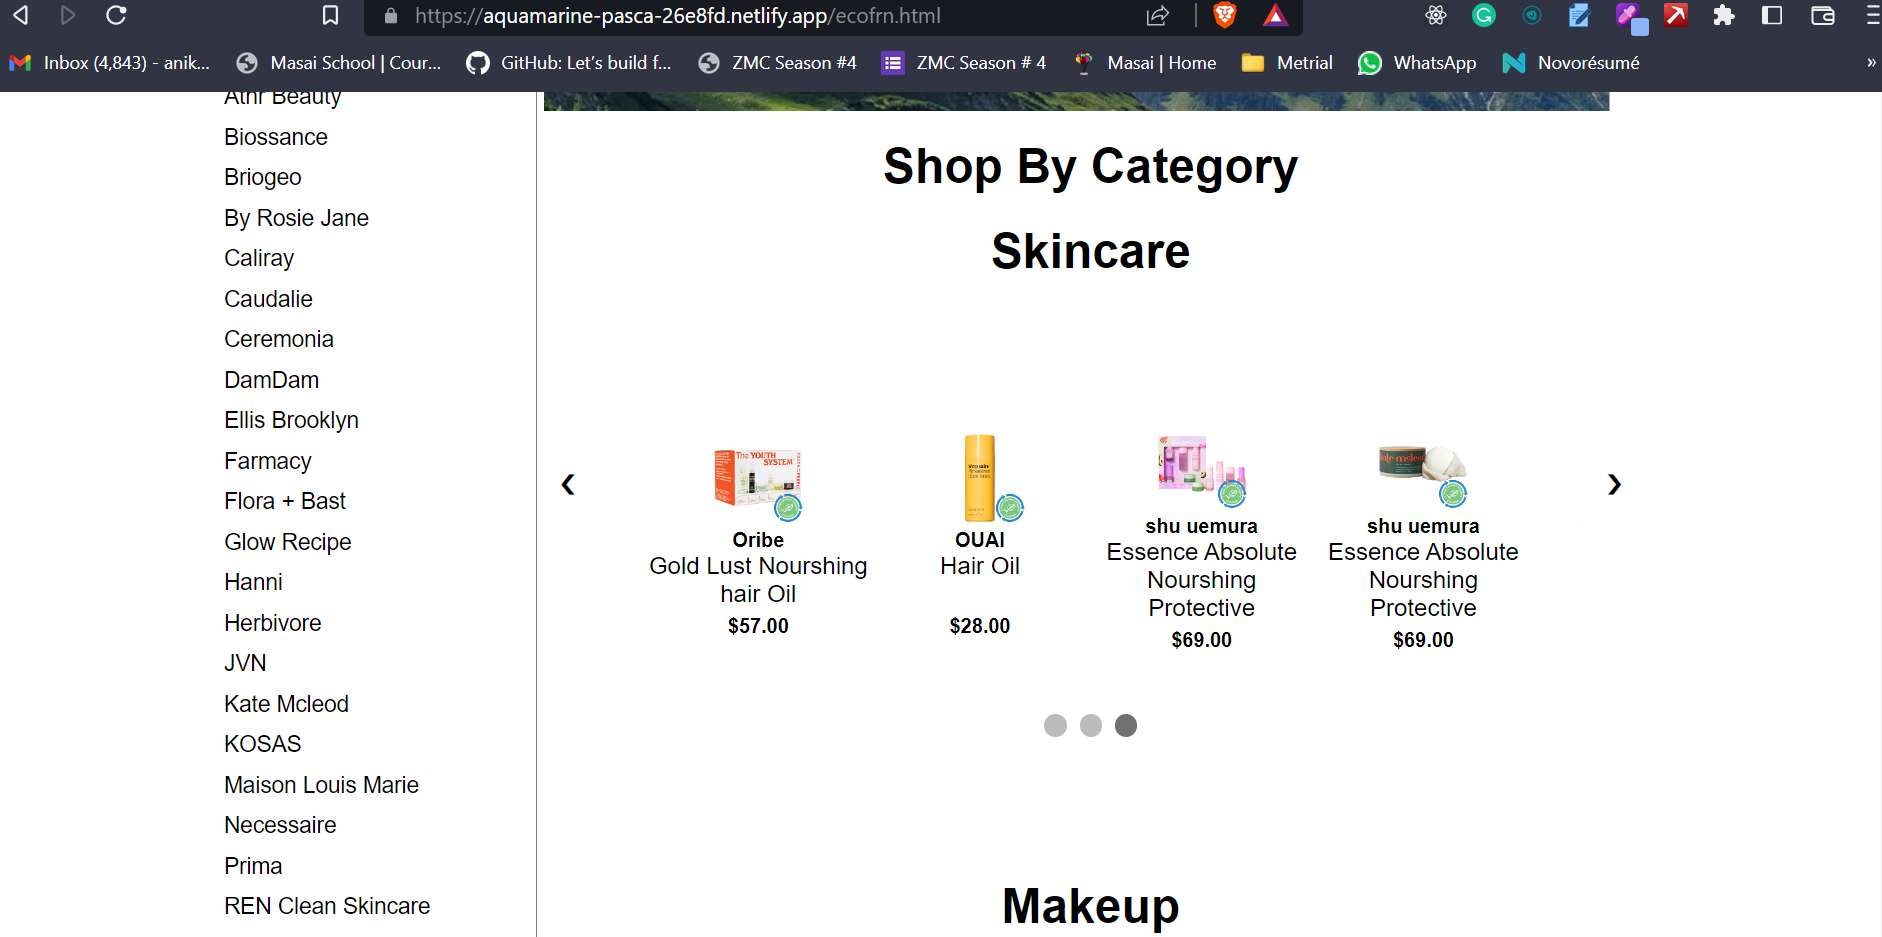 https://aquamarine-pasca-26e8fd.netlify.app/ecofrn.html
Inbox (4,843) - anik...
Masai School | Cour...
GitHub: Let's build f...
ZMC Season #4
ZMC Season # 4
Masai | Home
Metrial
WhatsApp
Novorésumé
»
Athr Beauty
Biossance
Briogeo
By Rosie Jane
Caliray
Caudalie
Ceremonia
DamDam
Ellis Brooklyn
Farmacy
Flora + Bast
Glow Recipe
Hanni
Herbivore
JVN
Kate Mcleod
KOSAS
Maison Louis Marie
Necessaire
Prima
REN Clean Skincare
Shop By Category
Skincare
The YOUTH
SYSTEM
Oribe
Gold Lust Nourshing
hair Oil
$57.00
OUAI
Hair Oil
$28.00
shu uemura
Essence Absolute
Nourshing
Protective
$69.00
shu uemura
Essence Absolute
Nourshing
Protective
$69.00
Makeup